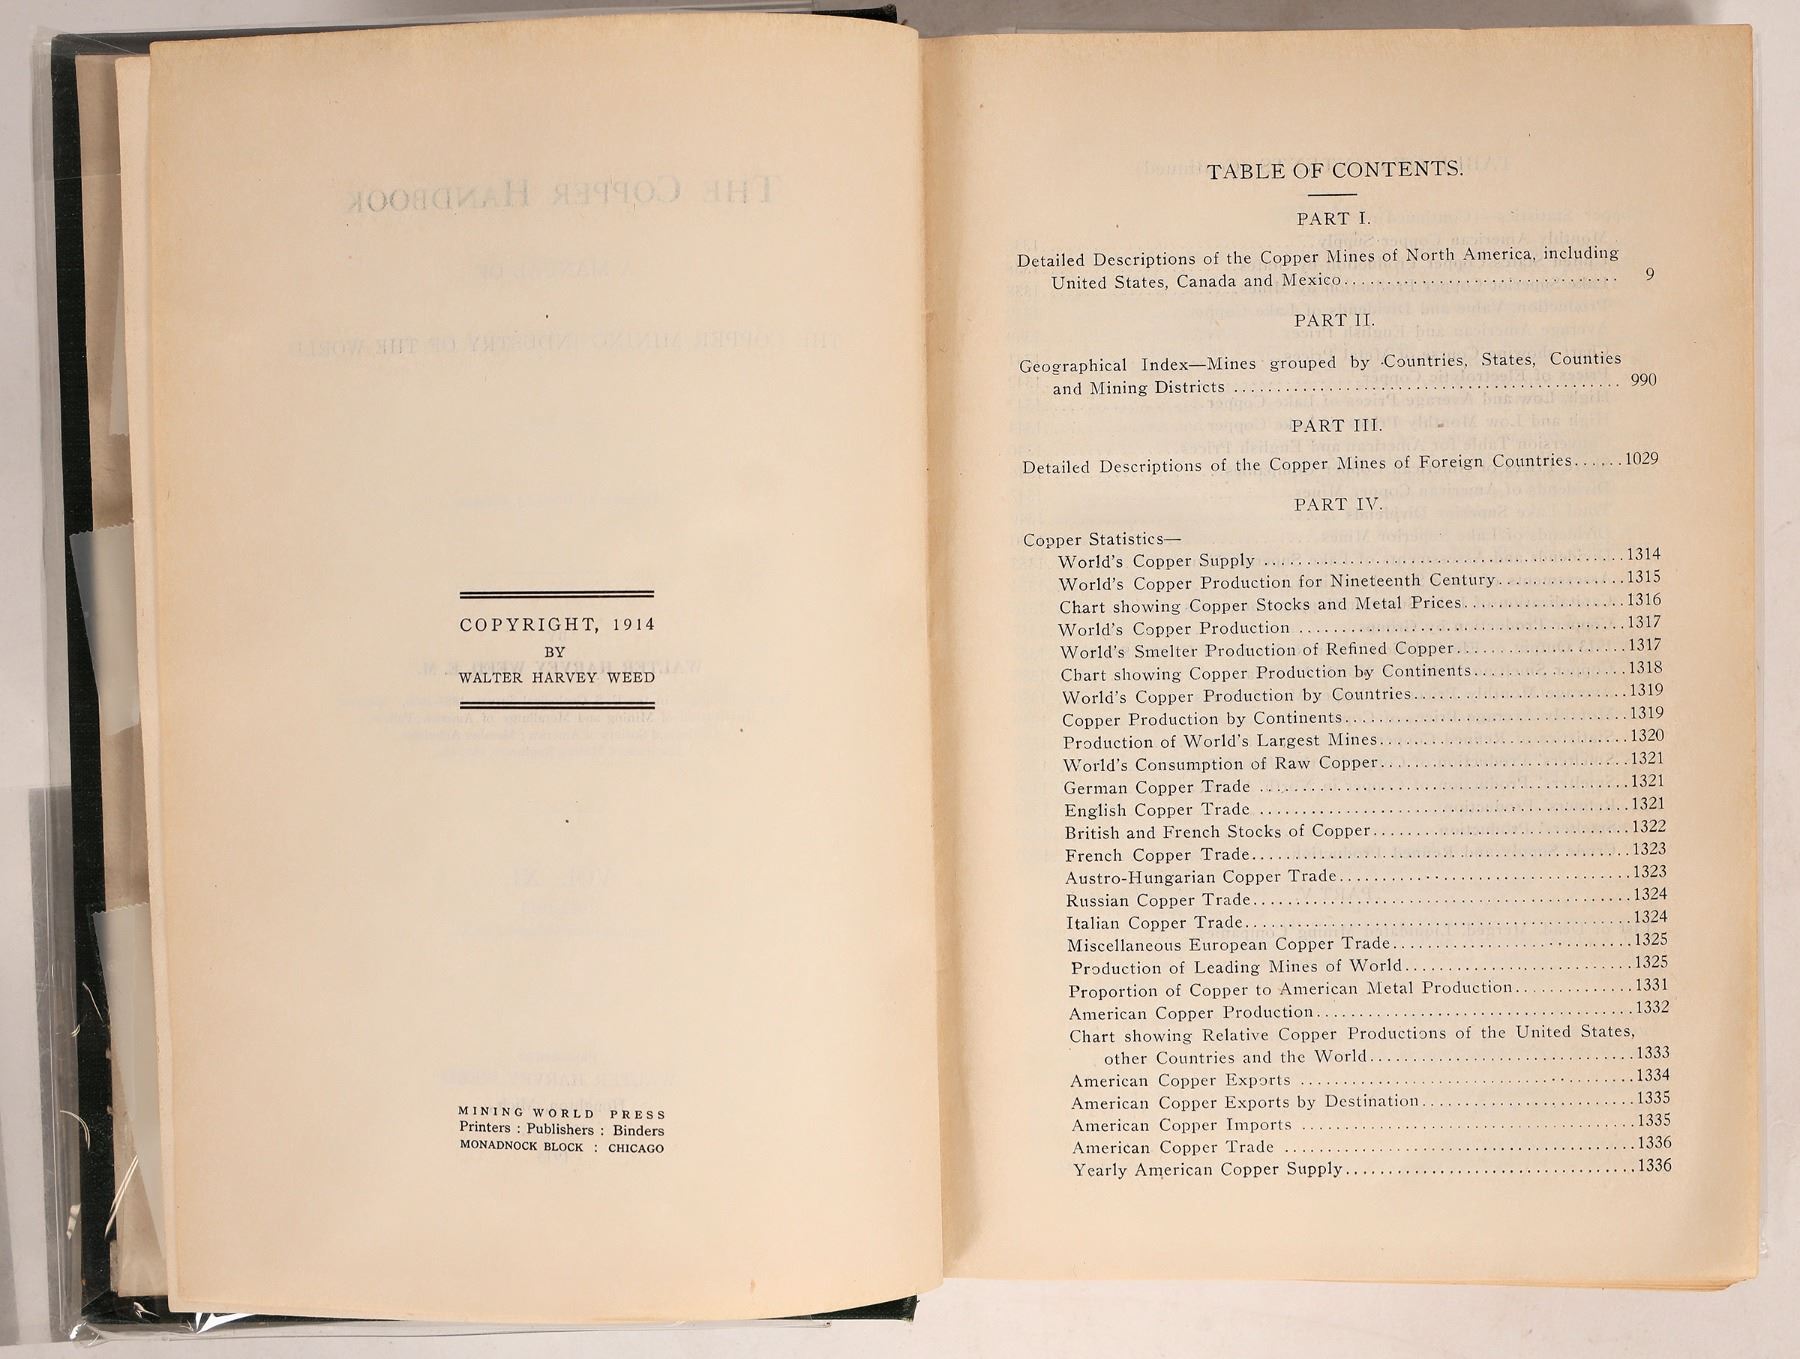 COPYRIGHT, 1914
BY
WALTER HARVEY WEED
MINING WORLD PRESS
Printers : Publishers : Binders
MONADNOCK BLOCK : CHICAGO
TABLE OF CONTENTS.
PART I.
Detailed Descriptions of the Copper Mines of North America, including
United States, Canada and Mexico.............................. 9
PART II.
Geographical Index—Mines grouped by Countries, States, Counties
and Mining Districts ........................................ 990
PART III.
Detailed Descriptions of the Copper Mines of Foreign Countries......1029
PART IV.
Copper Statistics—
World's Copper Supply ........................................1314
World's Copper Production for Nineteenth Century..............1315
Chart showing Copper Stocks and Metal Prices..................1316
World's Copper Production ....................................1317
World's Smelter Production of Refined Copper..................1317
Chart showing Copper Production by Continents.................1318
World's Copper Production by Countries........................1319
Copper Production by Continents...............................1319
Production of World's Largest Mines...........................1320
World's Consumption of Raw Copper.............................1321
German Copper Trade ..........................................1321
English Copper Trade .........................................1321
British and French Stocks of Copper...........................1322
French Copper Trade...........................................1323
Austro-Hungarian Copper Trade.................................1323
Russian Copper Trade..........................................1324
Italian Copper Trade..........................................1324
Miscellaneous European Copper Trade...........................1325
Production of Leading Mines of World..........................1325
Proportion of Copper to American Metal Production.............1331
American Copper Production....................................1332
Chart showing Relative Copper Productions of the United States,
other Countries and the World...............................1333
American Copper Exports ......................................1334
American Copper Exports by Destination........................1335
American Copper Imports ......................................1335
American Copper Trade ........................................1336
Yearly American Copper Supply.................................1336